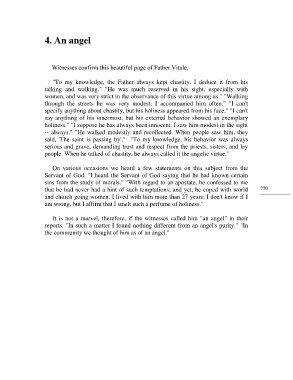 4. An angel
Witnesses confirm this beautiful page of Father Vitale.
"To my knowledge, the Father always kept chastity. I deduce it from his
talking and walking." "He was much reserved in his sight, especially with
women, and was very strict in the observance of this virtue among us." "Walking
through the streets he was very modest; I accompanied him often." "I can't
specify anything about chastity, but his holiness appeared from his face." "I can't
say anything of his innermost, but his external behavior showed an exemplary
holiness." "I suppose he has always been innocent. I saw him modest in the sight
-- always." "He walked modestly and recollected. When people saw him, they
said, 'The saint is passing by'." "To my knowledge, his behavior was always
serious and grave, demanding trust and respect from the priests, sisters, and lay
people. When he talked of chastity, he always called it the angelic virtue."
On various occasions we heard a few statements on this subject from the
Servant of God. "I heard the Servant of God saying that he had known certain
sins from the study of morals." "With regard to an apostate, he confessed to me
that he had never had a hint of such temptations; and yet, he coped with world
and church doing women. I lived with him more than 27 years; I don't know if I
am wrong, but I affirm that I smelt such a perfume of holiness."
It is not a marvel, therefore, if the witnesses called him "an angel" in their
reports. "In such a matter I found nothing different from an angel's purity." "In
the community we thought of him as of an angel."